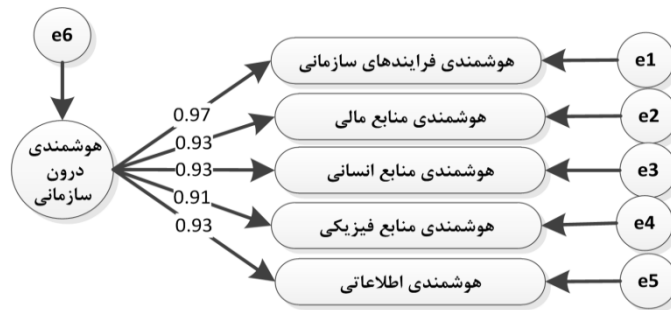 e6
هوشمندی فرایندهای سازمانی
e1
0.97
هوشمندی منابع مالی
e2
0.93
هوشمندی
درون
سازمانی
0.93
هوشمندی منابع انسانی
e3
0.91
هوشمندی منابع فیزیکی
e4
0.93
هوشمندی اطلاعاتی
e5